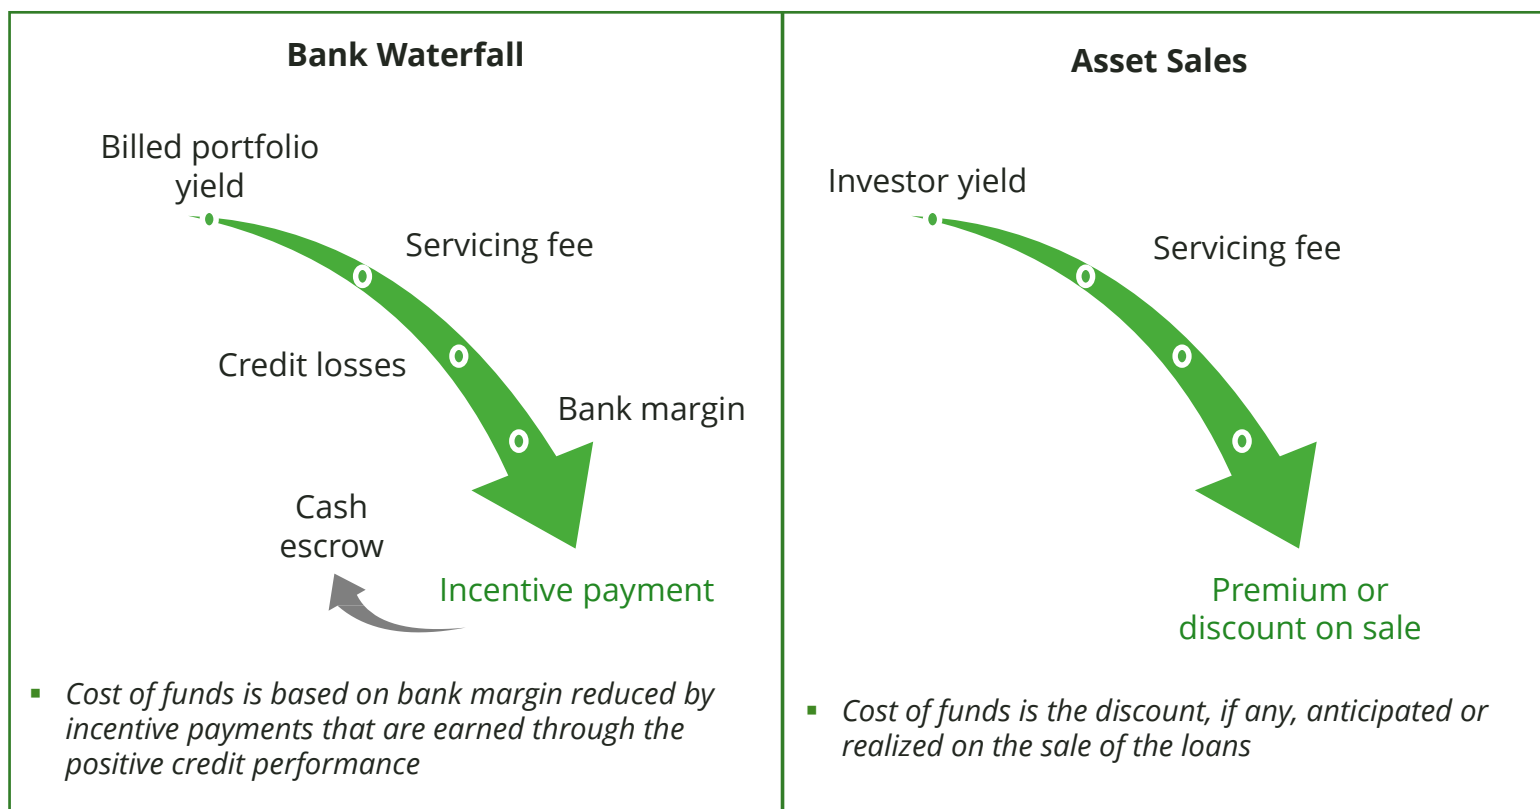 Bank Waterfall
Billed portfolio
yield
Servicing fee
Credit losses
Bank margin
Cash
escrow
Incentive payment
▪ Cost of funds is based on bank margin reduced by
incentive payments that are earned through the
positive credit performance
Asset Sales
Investor yield
Servicing fee
Premium or
discount on sale
▪ Cost of funds is the discount, if any, anticipated or
realized on the sale of the loans